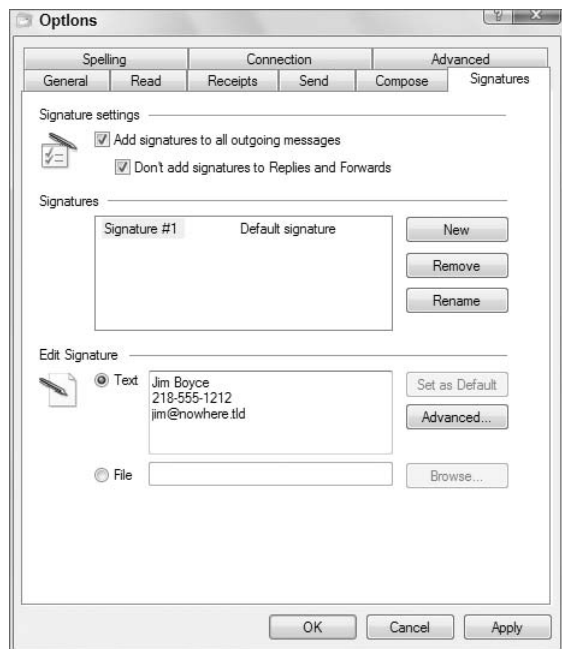 Options
Spelling Connection Advanced
General Read Receipts Send Compose Signatures
Signature settings
Add signatures to all outgoing messages
Don't add signatures to Replies and Forwards
Signatures
Signature #1 Default signature
New
Remove
Rename
Edit Signature
Text
Jim Boyce
218-555-1212
jim@nowhere.tld
Set as Default
Advanced...
File
Browse...
OK Cancel Apply